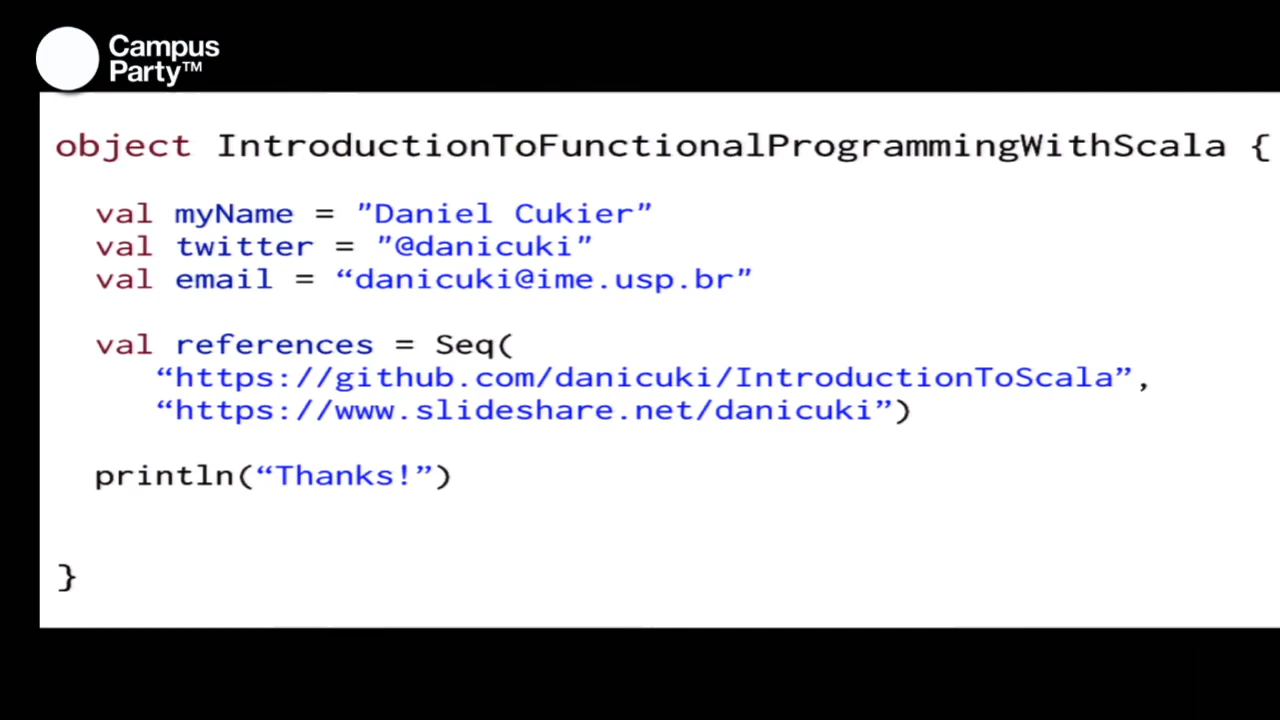 Campus
Party™
object IntroductionToFunctionalProgrammingWithScala {
val myName = "Daniel Cukier"
val twitter = "@danicuki"
val email = “danicuki@ime.usp.br"
val references = Seq(
“https://github.com/danicuki/IntroductionToScala”,
“https://www.slideshare.net/danicuki”)
println(“Thanks!”)
}